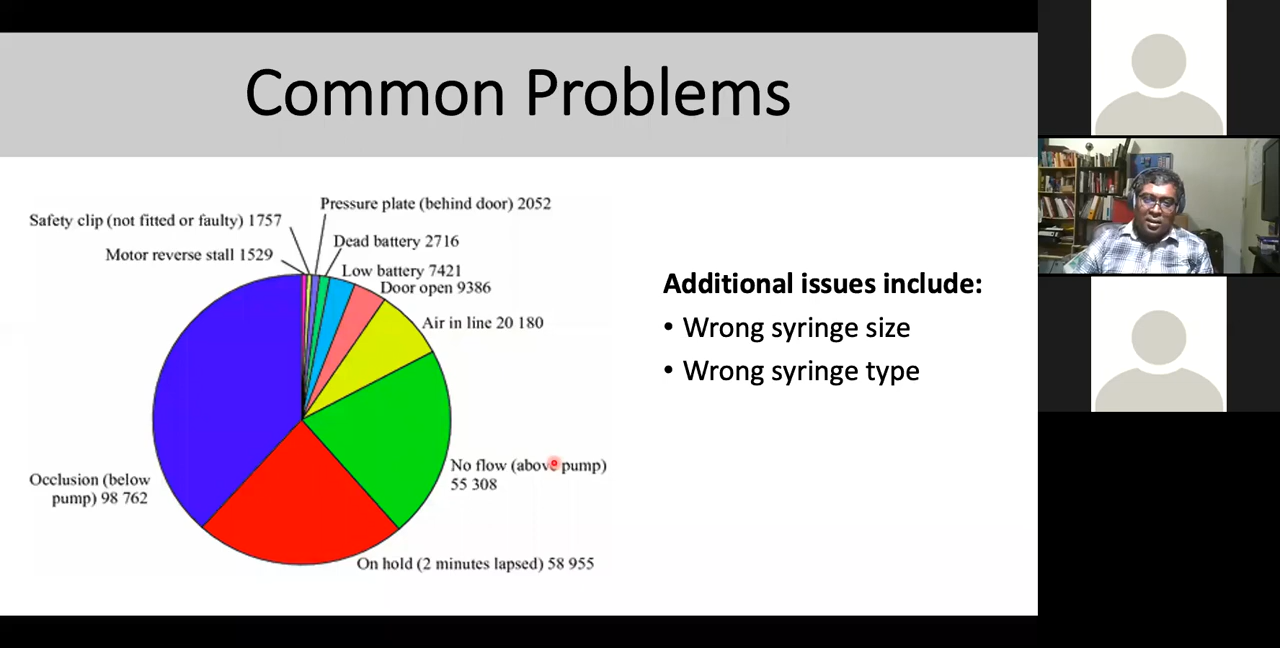 Common Problems
Pressure plate (behind door) 2052
Safety clip (not fitted or faulty) 1757
Dead battery 2716
Motor reverse stall 1529
Low battery 7421
Door open 9386
Air in line 20 180
No flow (above pump)
55 308
Occlusion (below
pump) 98 762
On hold (2 minutes lapsed) 58 955
Additional issues include:
• Wrong syringe size
• Wrong syringe type